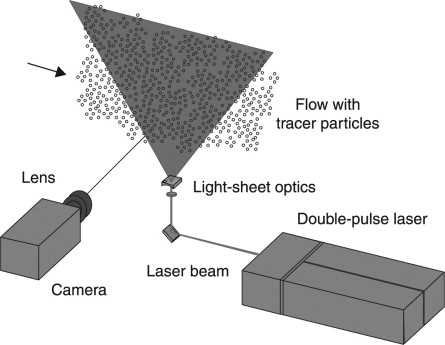 Flow with
tracer particles
Lens
Light-sheet optics
Double-pulse laser
Laser beam
Camera